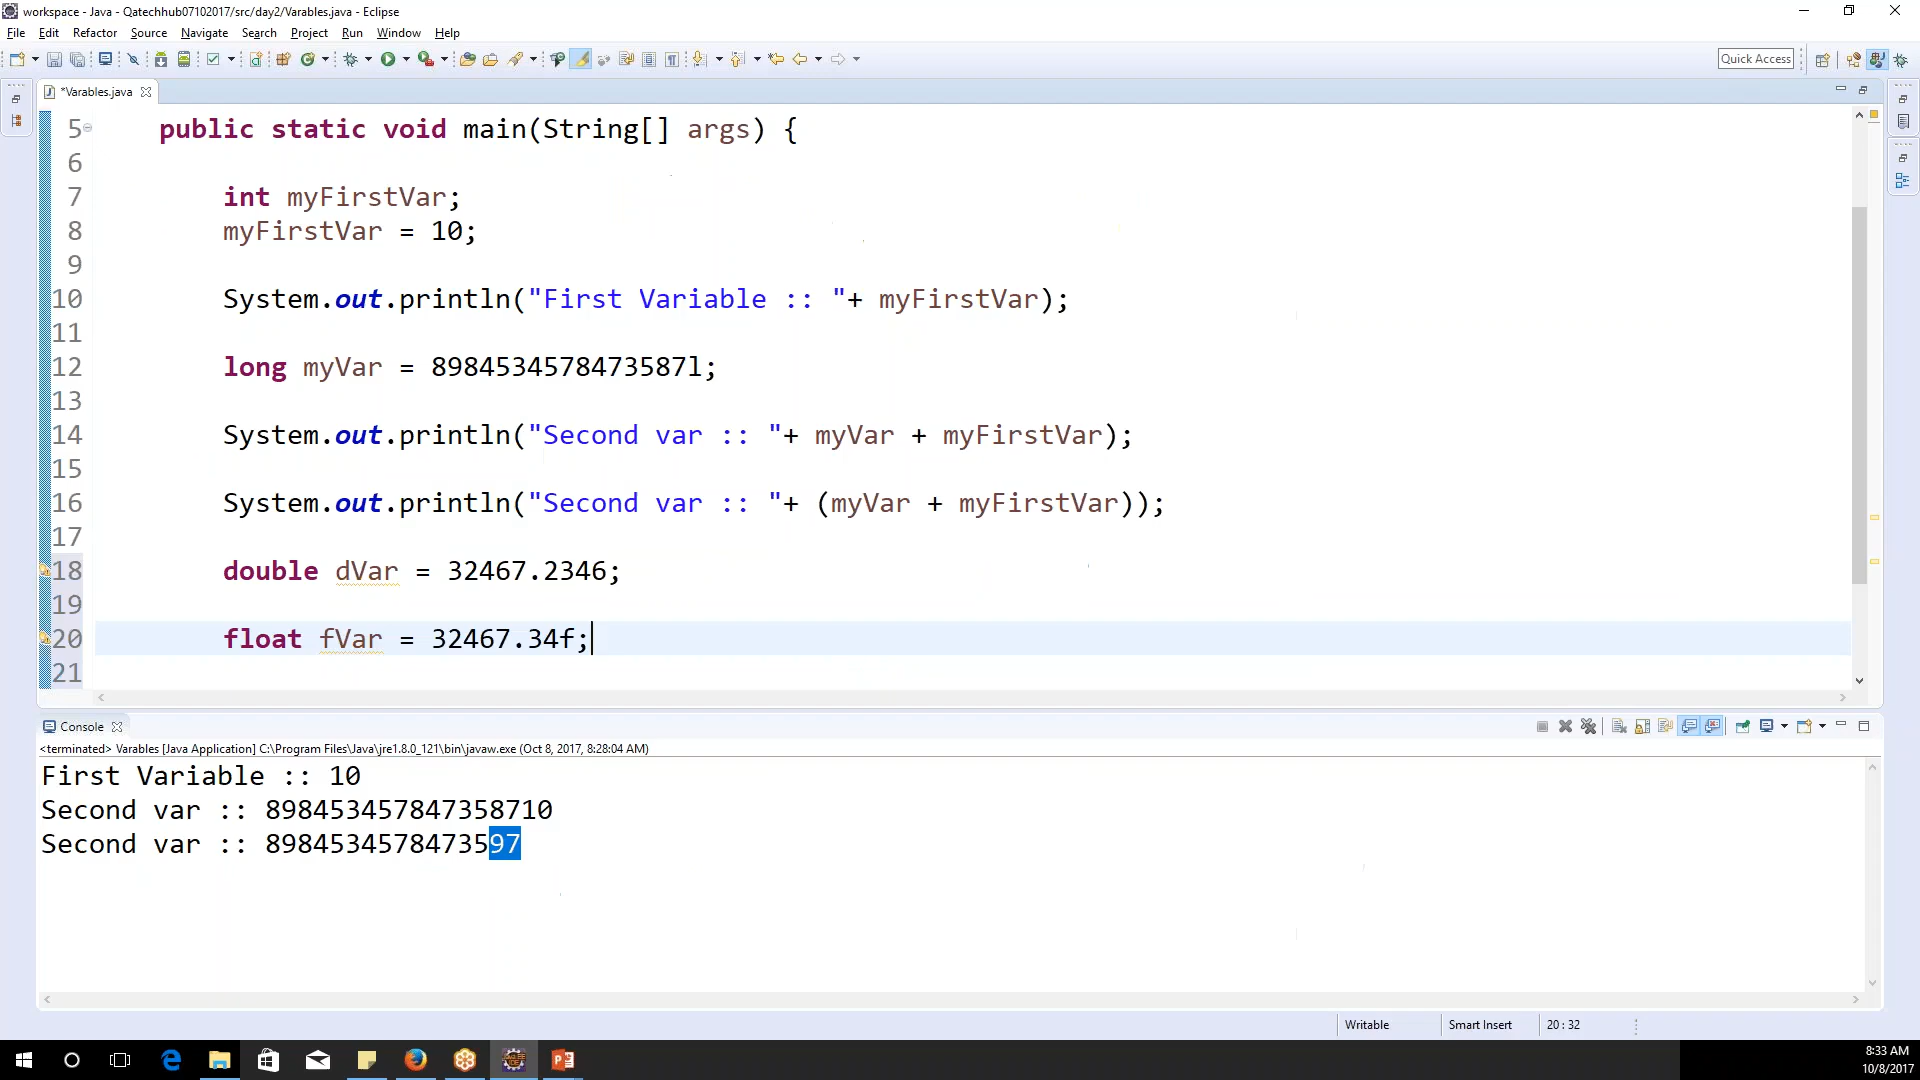 workspace - Java - Qatechhub07102017/src/day2/Varables.java - Eclipse
File Edit Refactor Source Navigate Search Project Run Window Help
Quick Access
*Varables.java
5 public static void main(String[] args) {
6
7 int myFirstVar;
8 myFirstVar = 10;
9
10 System.out.println("First Variable :: "+ myFirstVar);
11
12 long myVar = 898453457847358​7l;
13
14 System.out.println("Second var :: "+ myVar + myFirstVar);
15
16 System.out.println("Second var :: "+ (myVar + myFirstVar));
17
18 double dVar = 32467.2346;
19
20 float fVar = 32467.34f;
21
Console
<terminated> Varables [Java Application] C:\Program Files\Java\jre1.8.0_121\bin\javaw.exe (Oct 8, 2017, 8:28:04 AM)
First Variable :: 10
Second var :: 898453457847358710
Second var :: 8984534578473597
Writable Smart Insert 20 : 32
8:33 AM
10/8/2017